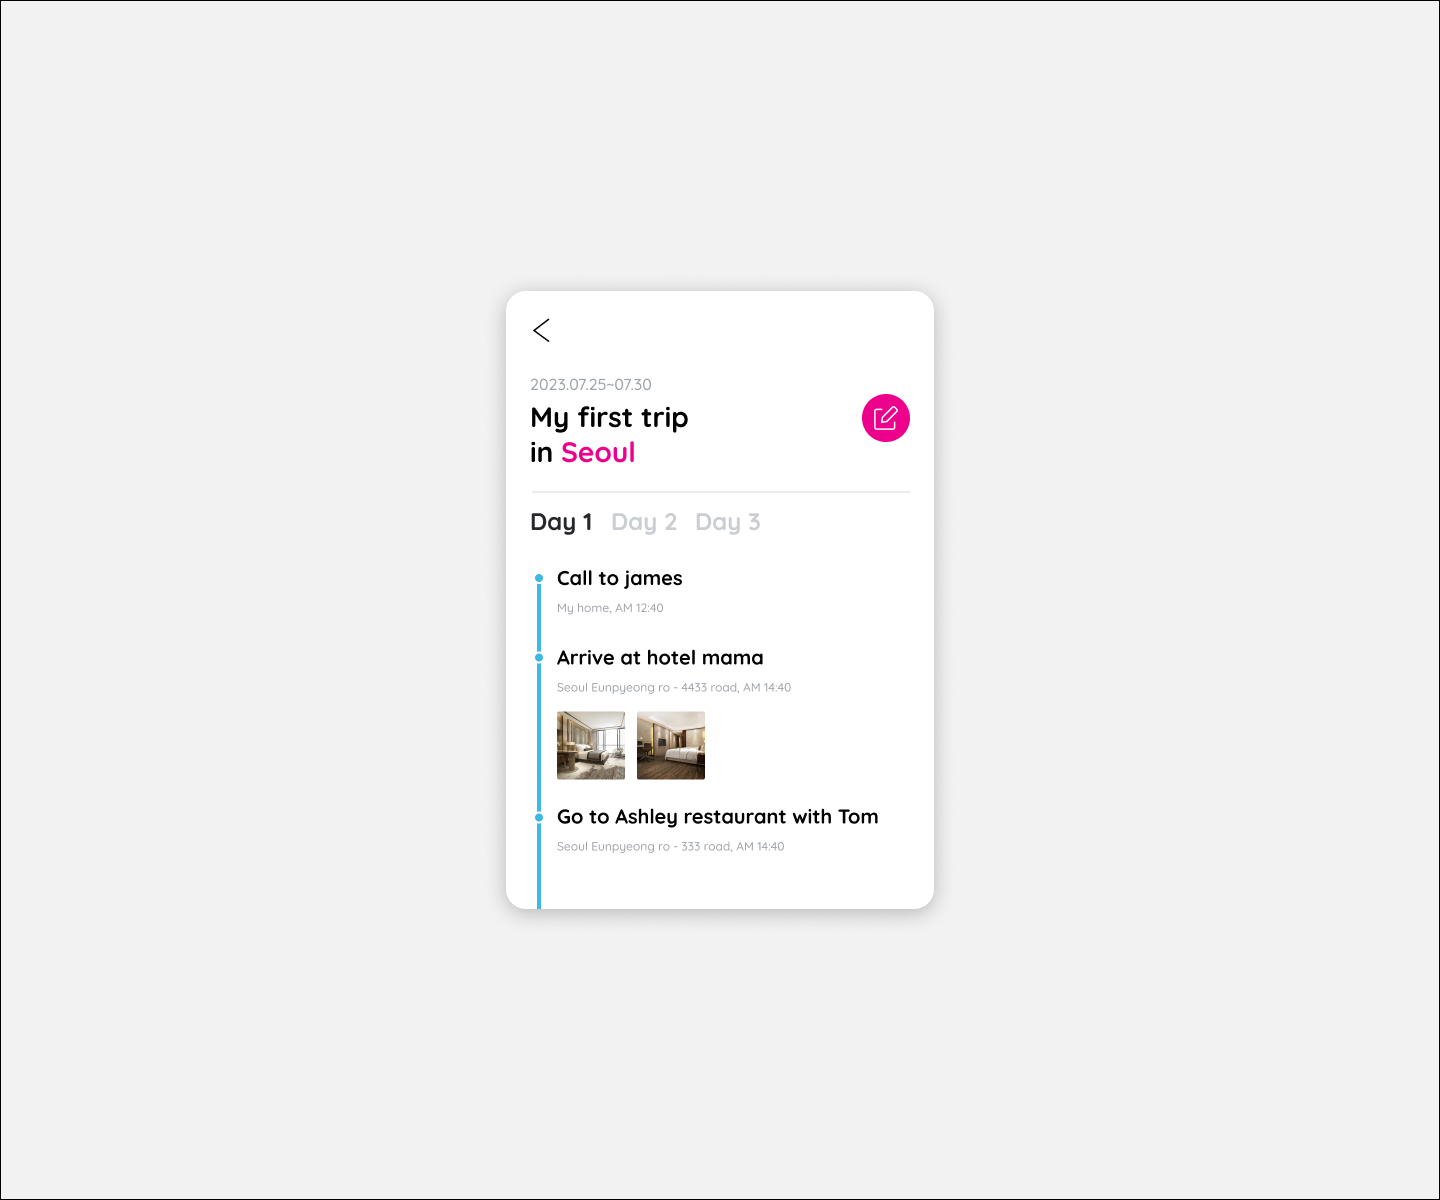 2023.07.25~07.30
My first trip
in Seoul
Day 1 Day 2 Day 3
Call to james
My home, AM 12:40
Arrive at hotel mama
Seoul Eunpyeong ro - 4433 road, AM 14:40
Go to Ashley restaurant with Tom
Seoul Eunpyeong ro - 333 road, AM 14:40